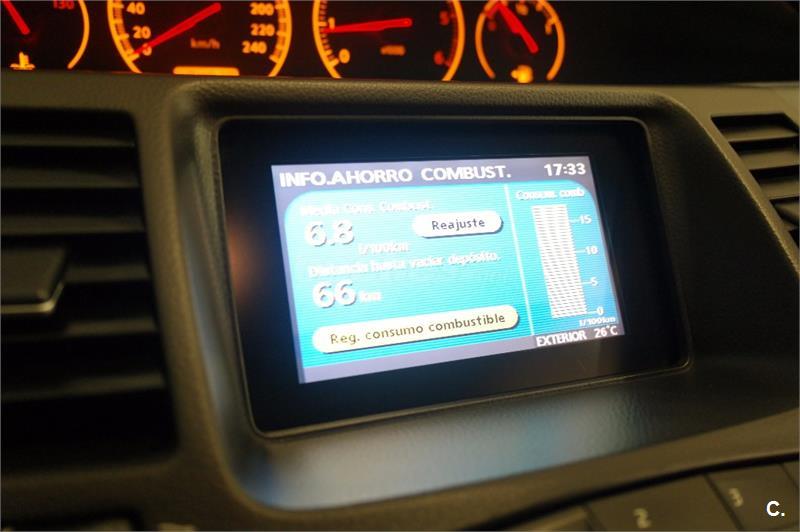 130
40
20
200
220
240
km/h
1
INFO.AHORRO COMBUST. 17:33
Media Cons. Combust.
6.8 l/100km
Reajuste
Distancia hasta vaciar depósito.
66 km
Reg. consumo combustible
Consum. comb
15
10
5
0
l/100km
EXTERIOR 26°C
2
3
C.